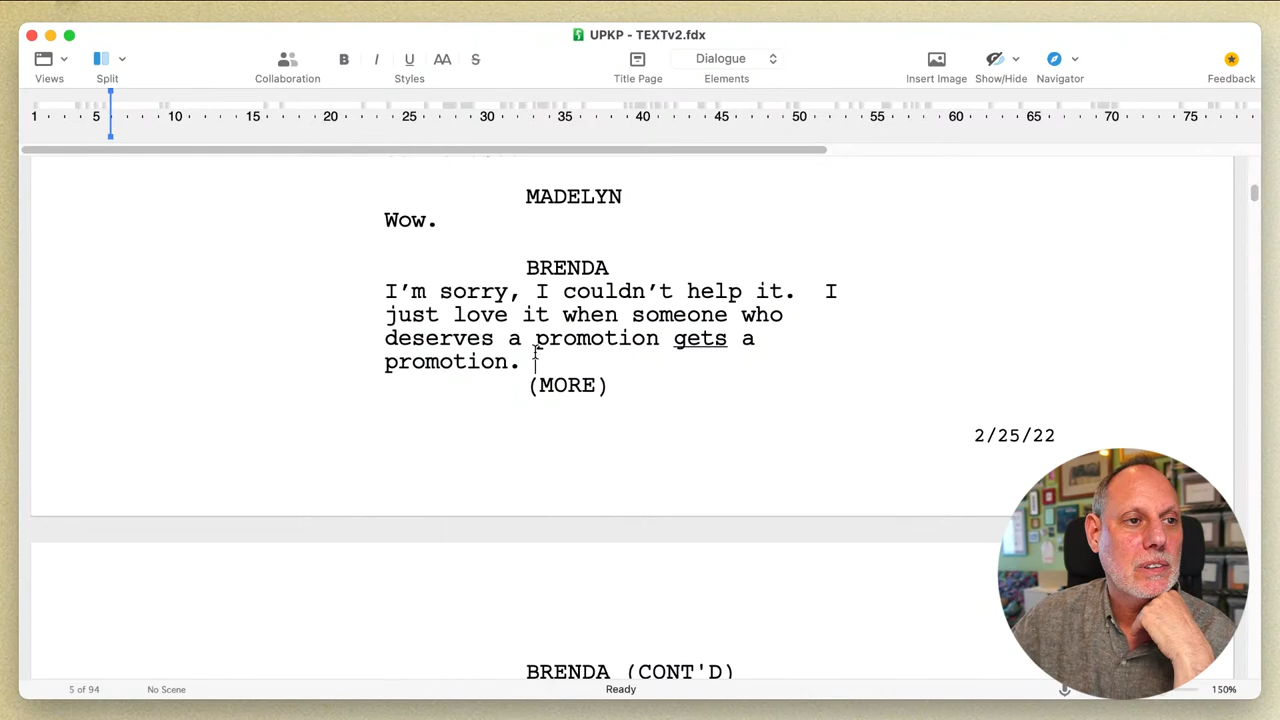 UPKP - TEXTv2.fdx
B I U AA S Dialogue
Views Split Collaboration Styles Title Page Elements Insert Image Show/Hide Navigator Feedback
1 5 10 15 20 25 30 35 40 45 50 55 60 65 70 75
MADELYN
Wow.
BRENDA
I’m sorry, I couldn’t help it.  I
just love it when someone who
deserves a promotion gets a
promotion.
(MORE)
2/25/22
BRENDA (CONT'D)
5 of 94 No Scene Ready 150%